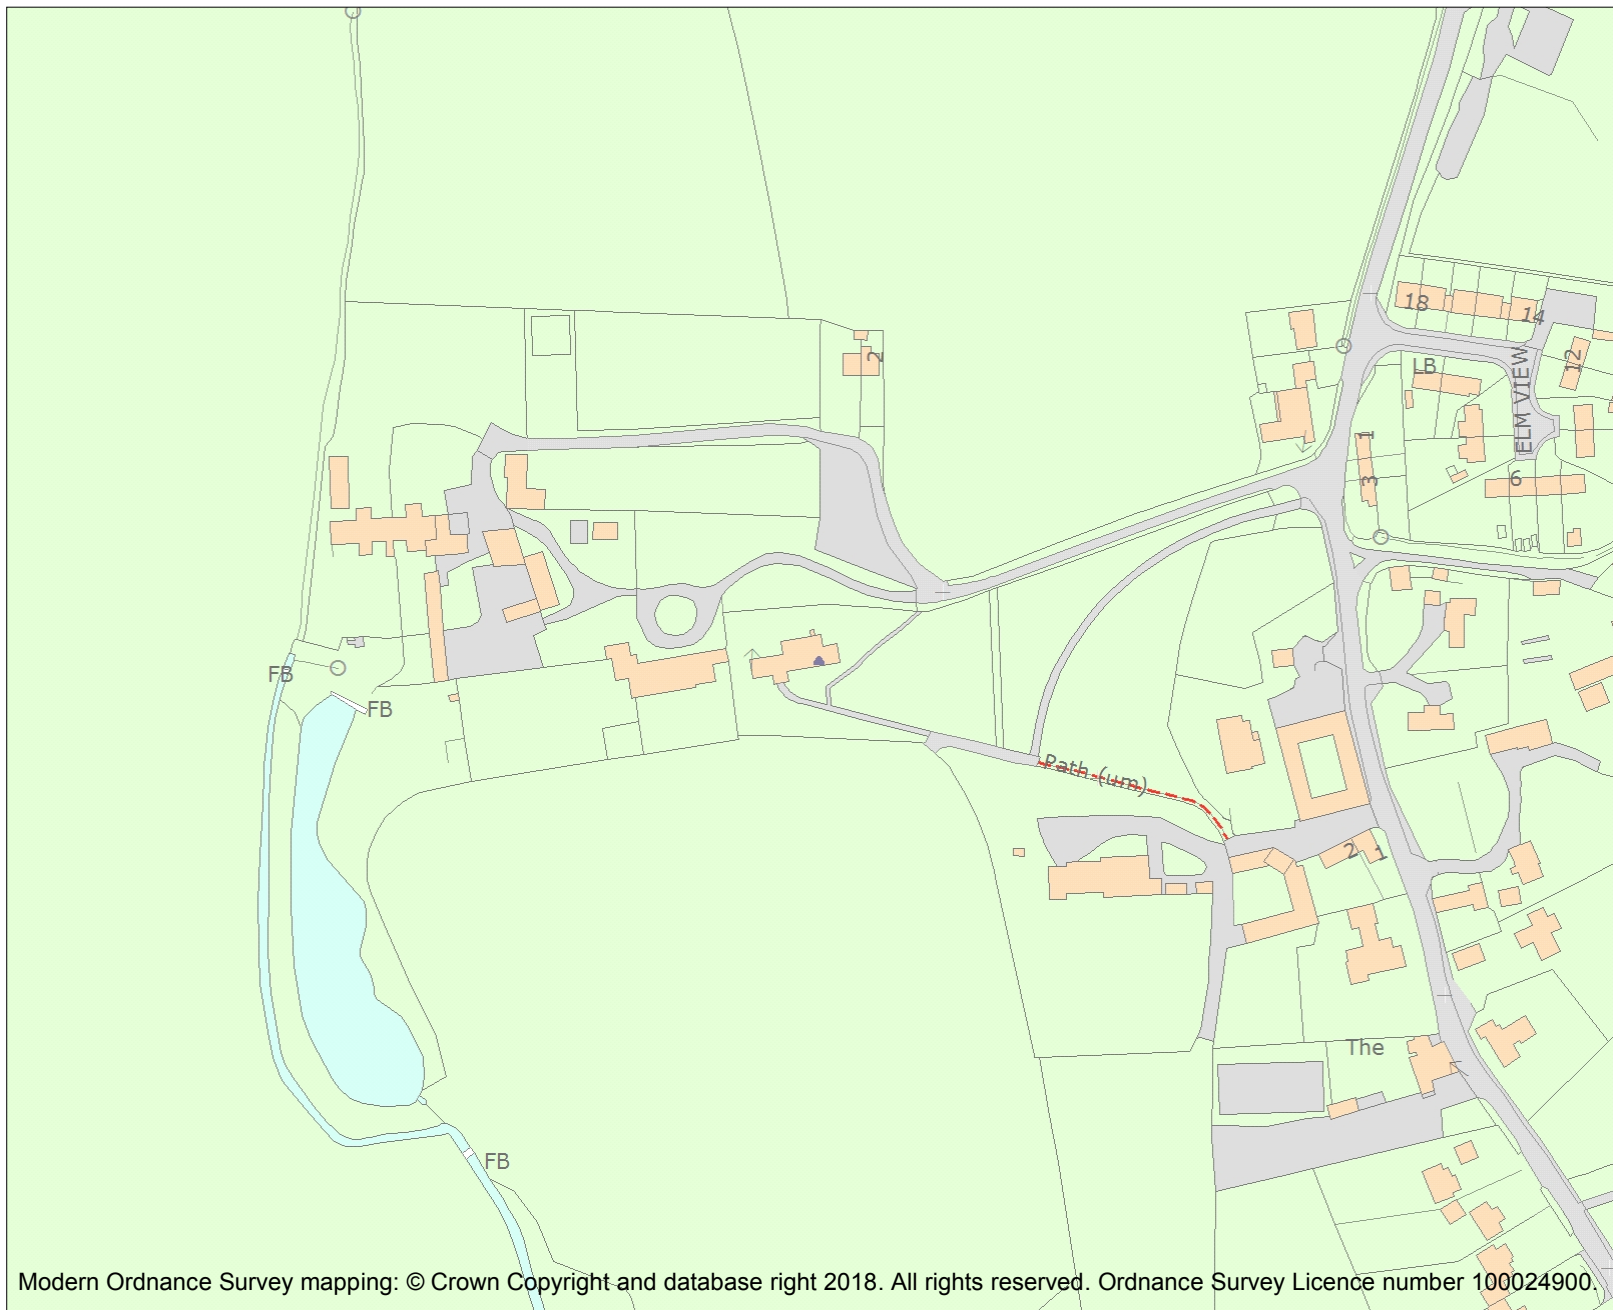 18
14
2
12
LB
ELM VIEW
1
3
6
FB
FB
Path (um)
2
1
The
FB
Modern Ordnance Survey mapping: © Crown Copyright and database right 2018. All rights reserved. Ordnance Survey Licence number 100024900.